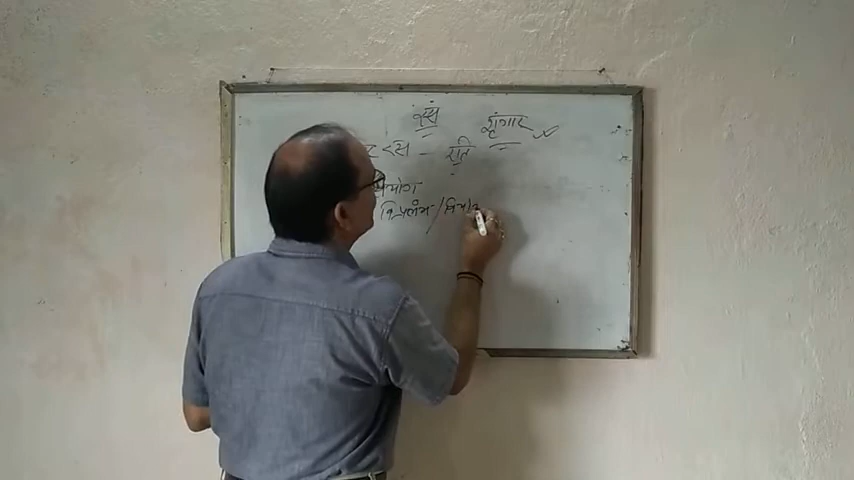 रस शृंगार
रस - रति
संयोग
विप्रलंभ / वियोग